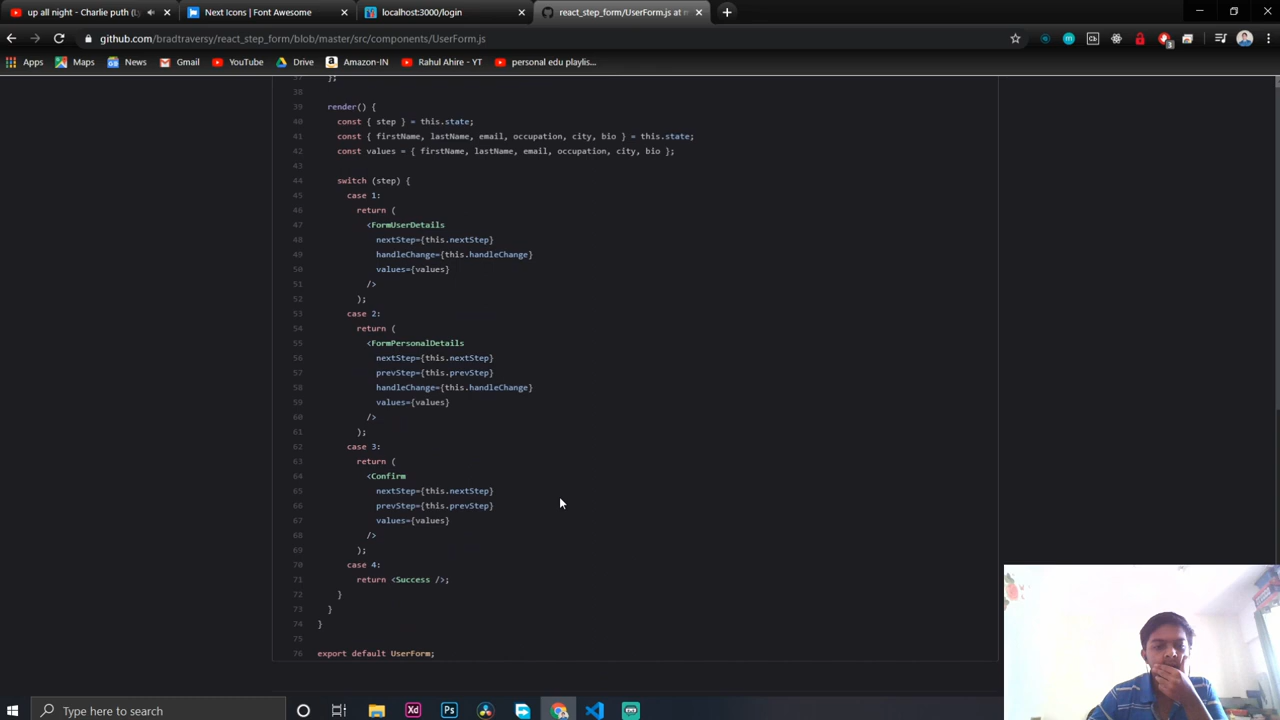 up all night - Charlie puth (Ly
Next Icons | Font Awesome
localhost:3000/login
react_step_form/UserForm.js at m
github.com/bradtraversy/react_step_form/blob/master/src/components/UserForm.js
Apps
Maps
News
Gmail
YouTube
Drive
Amazon-IN
Rahul Ahire - YT
personal edu playlis...
37 };
38
39 render() {
40 const { step } = this.state;
41 const { firstName, lastName, email, occupation, city, bio } = this.state;
42 const values = { firstName, lastName, email, occupation, city, bio };
43
44 switch (step) {
45 case 1:
46 return (
47 <FormUserDetails
48 nextStep={this.nextStep}
49 handleChange={this.handleChange}
50 values={values}
51 />
52 );
53 case 2:
54 return (
55 <FormPersonalDetails
56 nextStep={this.nextStep}
57 prevStep={this.prevStep}
58 handleChange={this.handleChange}
59 values={values}
60 />
61 );
62 case 3:
63 return (
64 <Confirm
65 nextStep={this.nextStep}
66 prevStep={this.prevStep}
67 values={values}
68 />
69 );
70 case 4:
71 return <Success />;
72 }
73 }
74 }
75
76 export default UserForm;
Type here to search
Xd
Ps